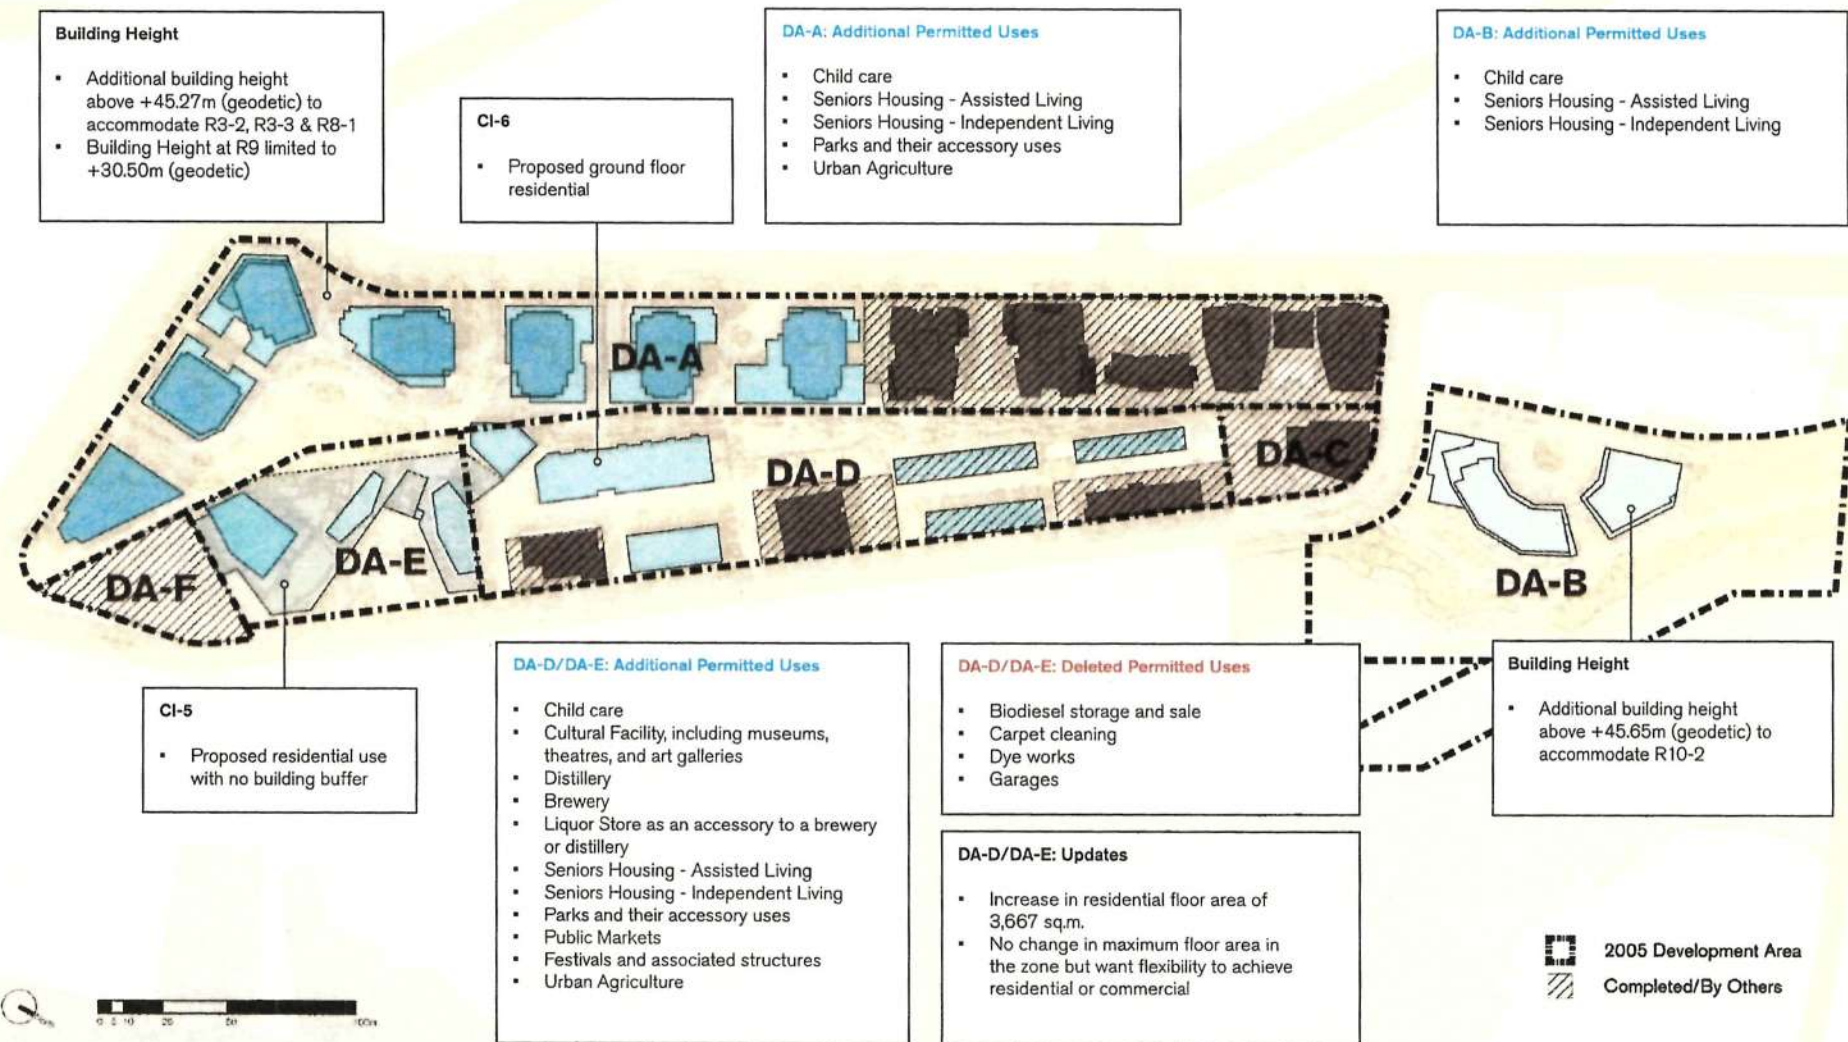 Building Height
▪ Additional building height
above +45.27m (geodetic) to
accommodate R3-2, R3-3 & R8-1
▪ Building Height at R9 limited to
+30.50m (geodetic)
CI-6
▪ Proposed ground floor
residential
DA-A: Additional Permitted Uses
▪ Child care
▪ Seniors Housing - Assisted Living
▪ Seniors Housing - Independent Living
▪ Parks and their accessory uses
▪ Urban Agriculture
DA-B: Additional Permitted Uses
▪ Child care
▪ Seniors Housing - Assisted Living
▪ Seniors Housing - Independent Living
DA-A
DA-D
DA-C
DA-E
DA-F
DA-B
CI-5
▪ Proposed residential use
with no building buffer
DA-D/DA-E: Additional Permitted Uses
▪ Child care
▪ Cultural Facility, including museums,
theatres, and art galleries
▪ Distillery
▪ Brewery
▪ Liquor Store as an accessory to a brewery
or distillery
▪ Seniors Housing - Assisted Living
▪ Seniors Housing - Independent Living
▪ Parks and their accessory uses
▪ Public Markets
▪ Festivals and associated structures
▪ Urban Agriculture
DA-D/DA-E: Deleted Permitted Uses
▪ Biodiesel storage and sale
▪ Carpet cleaning
▪ Dye works
▪ Garages
DA-D/DA-E: Updates
▪ Increase in residential floor area of
3,667 sq.m.
▪ No change in maximum floor area in
the zone but want flexibility to achieve
residential or commercial
Building Height
▪ Additional building height
above +45.65m (geodetic) to
accommodate R10-2
2005 Development Area
Completed/By Others
0 5 10 20 50 100m